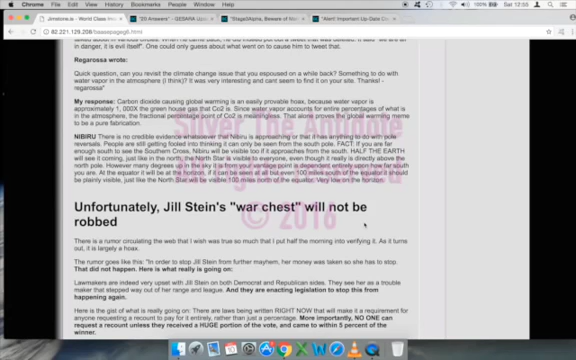 Chrome File Edit View History Bookmarks People Window Help
Sat 12:55
Jimstone.is - World Class Inve
"20 Answers" - GESARA Upda
"StageSAlpha, Beware of No
"Alert! Important Up-Date C
82.221.129.208/baaspaqeg6.html
in danger, it is evil itself". One could only guess about what went on to cause him to tweet that.
Regarossa wrote:
Quick question, can you revisit the climate change issue that you espoused on a while back? Something to do with
water vapor in the atmosphere (i think)? It was very interesting and cant seem to find it on your site. Thanks! -
regarossa"
My response: Carbon dioxide causing global warming is an easily provable hoax, because water vapor is
approximately 1, 000X the green house gas that Co2 is. Since water vapor accounts for entire percentages of what is
in the atmosphere, the fractional percentage point of Co2 is meaningless. That alone proves the global warming meme
to be a pure fabrication.
NIBIRU There is no credible evidence whatsoever that Nibiru is approaching or that it has anything to do with pole
reversals. People are still getting fooled into thinking it can only be seen from the south pole. FACT: If you are far
enough south to see the Southern Cross, Nibiru will be visible too if it approaches from the south. HALF THE EARTH
will see it coming, just like in the north, the North Star is visible to everyone, even though it really is directly above the
north pole. However many degrees up in the sky it is from your vantage point is dependent entirely upon how far south
you are. At the equator it will be at the horizon, if it can be seen at all but even 100 miles south of the equator it should
be plainly visible, just like the North Star will be visible 100 miles north of the equator. Very low on the horizon.
Silver The Antidote
© 2016
Unfortunately, Jill Stein's "war chest" will not be
robbed
There is a rumor circulating the web that I wish was true so much that I put half the morning into verifying it. As it turns
out, it is largely a hoax.
The rumor goes like this: "In order to stop Jill Stein from further mayhem, her money was taken so she has to stop.
That did not happen. Here is what really is going on:
Lawmakers are indeed very upset with Jill Stein on both Democrat and Republican sides. They see her as a trouble
maker that stepped way out of her range and league. And they are enacting legislation to stop this from
happening again.
Here is the gist of what really is going on: There are laws being written RIGHT NOW that will make it a requirement for
anyone requesting a recount to pay for it entirely, rather than just a percentage. More importantly, NO ONE can
request a recount unless they received a HUGE portion of the vote, and came to within 5 percent of the
winner.